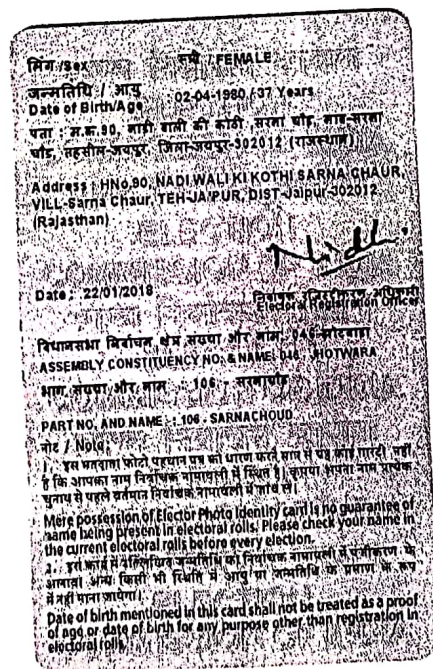 लिंग /Sex स्त्री / FEMALE
जन्मतिथि / आयु
Date of Birth/Age 02-04-1980 / 37 Years
पता : म.क.90, नाडी वाली की कोठी, सरना चौड़,
चौड़, तहसील-जयपुर, जिला-जयपुर-302012 (राजस्थान)
Address : HNo,90, NADI WALI KI KOTHI SARNA CHAUR,
VILL-Sarna Chaur, TEH-JAIPUR, DIST-Jaipur-302012
(Rajasthan)
Date : 22/01/2018 निर्वाचक रजिस्ट्रीकरण अधिकारी
Electoral Registration Officer
विधानसभा निर्वाचन क्षेत्र संख्या और नाम : 046-झोटवाड़ा
ASSEMBLY CONSTITUENCY NO. & NAME: 046 JHOTWARA
भाग संख्या और नाम : 106 - सरनाचौड़
PART NO. AND NAME : 106 - SARNACHOUD
नोट / Note
1. इस मतदाता फोटो पहचान पत्र को धारण करने मात्र से यह कोई गारंटी नहीं
है कि आपका नाम निर्वाचक नामावली में स्थित है। कृपया अपना नाम प्रत्येक
चुनाव से पहले वर्तमान निर्वाचक नामावली में जांच लें।
Mere possession of Elector Photo Identity card is no guarantee of
name being present in electoral rolls. Please check your name in
the current electoral rolls before every election.
2. इस कार्ड में उल्लिखित जन्मतिथि को निर्वाचक नामावली में पंजीकरण के
अलावा अन्य किसी भी स्थिति में आयु या जन्मतिथि के प्रमाण के रूप
में नहीं माना जायेगा।
Date of birth mentioned in this card shall not be treated as a proof
of age or date of birth for any purpose other than registration in
electoral rolls.